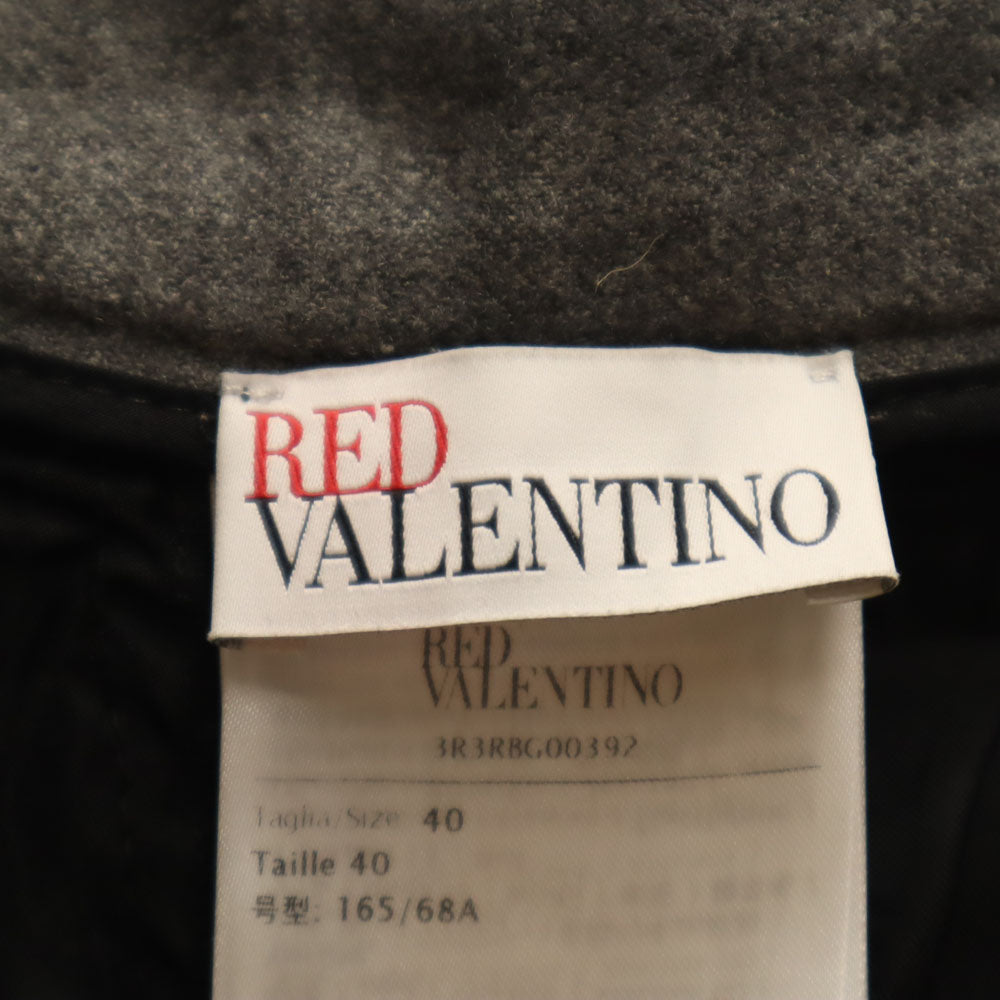 RED
VALENTINO
RED
VALENTINO
3R3RBG00392
Taglia/Size 40
Taille 40
号型: 165/68A